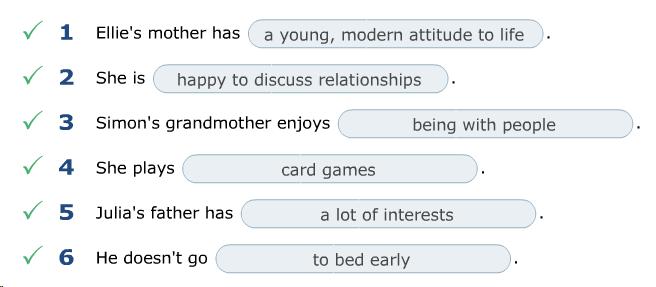 1 Ellie's mother has a young, modern attitude to life .
2 She is happy to discuss relationships .
3 Simon's grandmother enjoys being with people .
4 She plays card games .
5 Julia's father has a lot of interests .
6 He doesn't go to bed early .